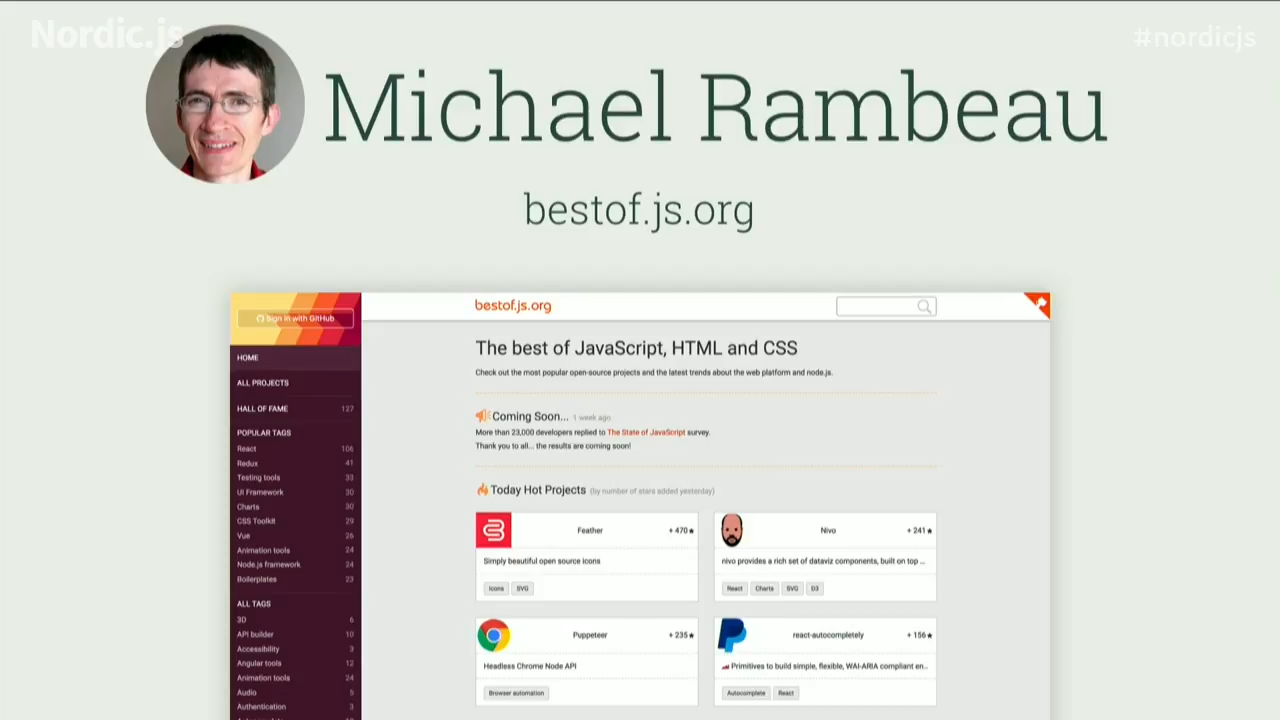 Nordic.js
#nordicjs
Michael Rambeau
bestof.js.org
Sign in with GitHub
bestof.js.org
HOME
ALL PROJECTS
HALL OF FAME 127
POPULAR TAGS
React 106
Redux 41
Testing tools 33
UI Framework 30
Charts 30
CSS Toolkit 29
Vue 26
Animation tools 24
Node.js framework 24
Boilerplates 23
ALL TAGS
3D 6
API builder 10
Accessibility 3
Angular tools 12
Animation tools 24
Audio 5
Authentication 3
The best of JavaScript, HTML and CSS
Check out the most popular open-source projects and the latest trends about the web platform and node.js.
Coming Soon... 1 week ago
More than 23,000 developers replied to The State of JavaScript survey.
Thank you to all... the results are coming soon!
Today Hot Projects (by number of stars added yesterday)
Feather + 470★
Simply beautiful open source icons
Icons SVG
Nivo + 241★
nivo provides a rich set of dataviz components, built on top ...
React Charts SVG D3
Puppeteer + 235★
Headless Chrome Node API
Browser automation
react-autocompletely + 156★
Primitives to build simple, flexible, WAI-ARIA compliant en...
Autocomplete React